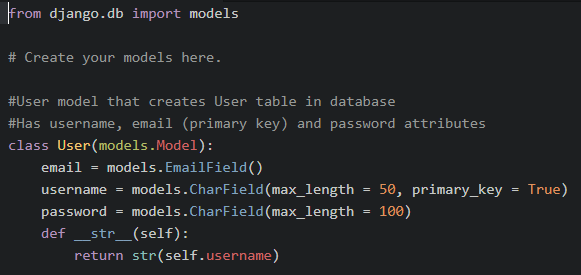 from django.db import models
# Create your models here.
#User model that creates User table in database
#Has username, email (primary key) and password attributes
class User(models.Model):
    email = models.EmailField()
    username = models.CharField(max_length = 50, primary_key = True)
    password = models.CharField(max_length = 100)
    def __str__(self):
        return str(self.username)